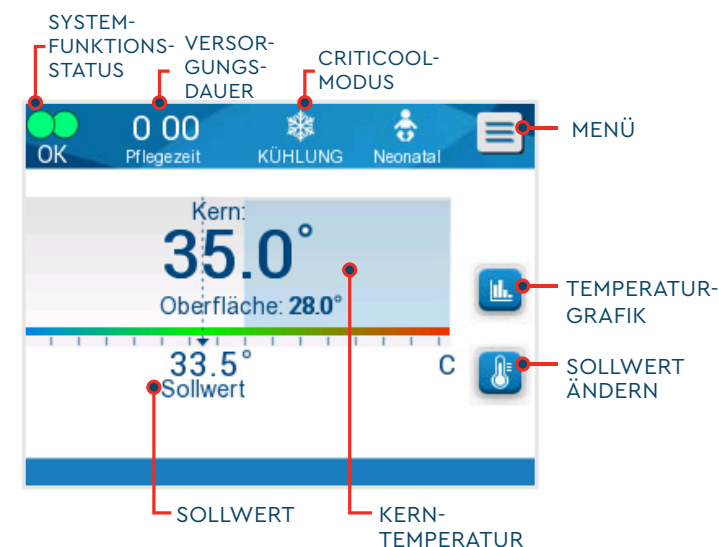 SYSTEM-
FUNKTIONS-
STATUS
VERSOR-
GUNGS-
DAUER
CRITICOOL-
MODUS
MENÜ
OK
0 00
Pflegezeit
KÜHLUNG
Neonatal
Kern:
35.0°
Oberfläche: 28.0°
33.5°
C
Sollwert
TEMPERATUR-
GRAFIK
SOLLWERT
ÄNDERN
SOLLWERT
KERN-
TEMPERATUR